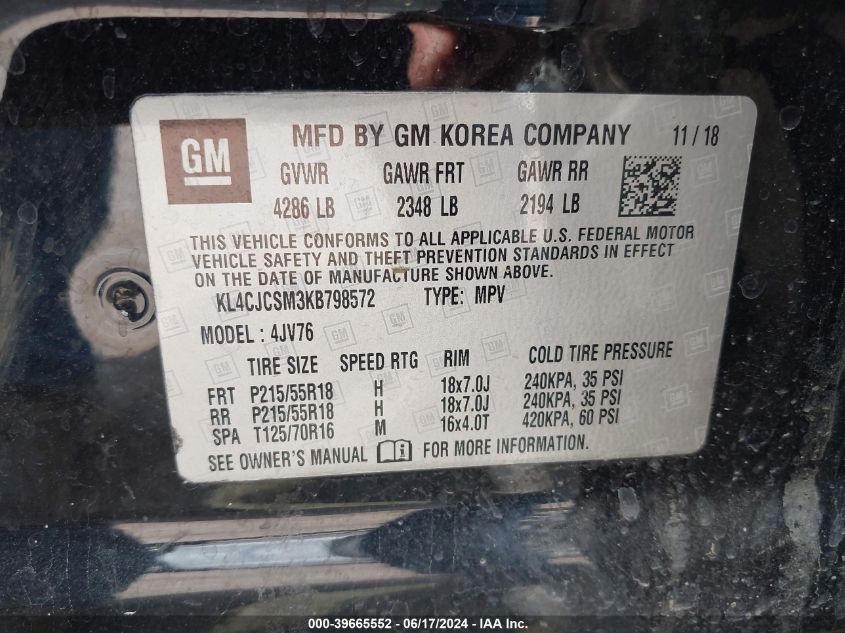 GM
MFD BY GM KOREA COMPANY 11 / 18
GVWR GAWR FRT GAWR RR
4286 LB 2348 LB 2194 LB
THIS VEHICLE CONFORMS TO ALL APPLICABLE U.S. FEDERAL MOTOR
VEHICLE SAFETY AND THEFT PREVENTION STANDARDS IN EFFECT
ON THE DATE OF MANUFACTURE SHOWN ABOVE.
KL4CJCSM3KB798572 TYPE: MPV
MODEL : 4JV76
TIRE SIZE SPEED RTG RIM COLD TIRE PRESSURE
FRT P215/55R18 H 18x7.0J 240KPA, 35 PSI
RR P215/55R18 H 18x7.0J 240KPA, 35 PSI
SPA T125/70R16 M 16x4.0T 420KPA, 60 PSI
SEE OWNER'S MANUAL FOR MORE INFORMATION.
000-39665552 / 06/17/2024 - IAA Inc.